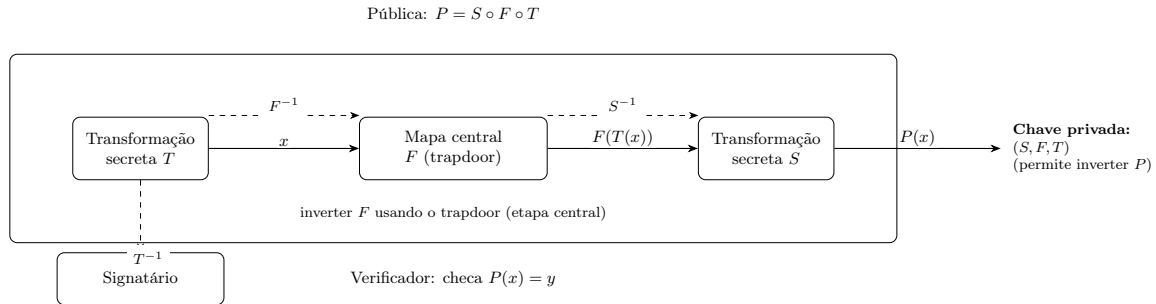 Pública: P = S ∘ F ∘ T
F⁻¹
S⁻¹
Transformação
secreta T
x
Mapa central
F (trapdoor)
F(T(x))
Transformação
secreta S
P(x)
Chave privada:
(S, F, T)
(permite inverter P)
inverter F usando o trapdoor (etapa central)
T⁻¹
Signatário
Verificador: checa P(x) = y